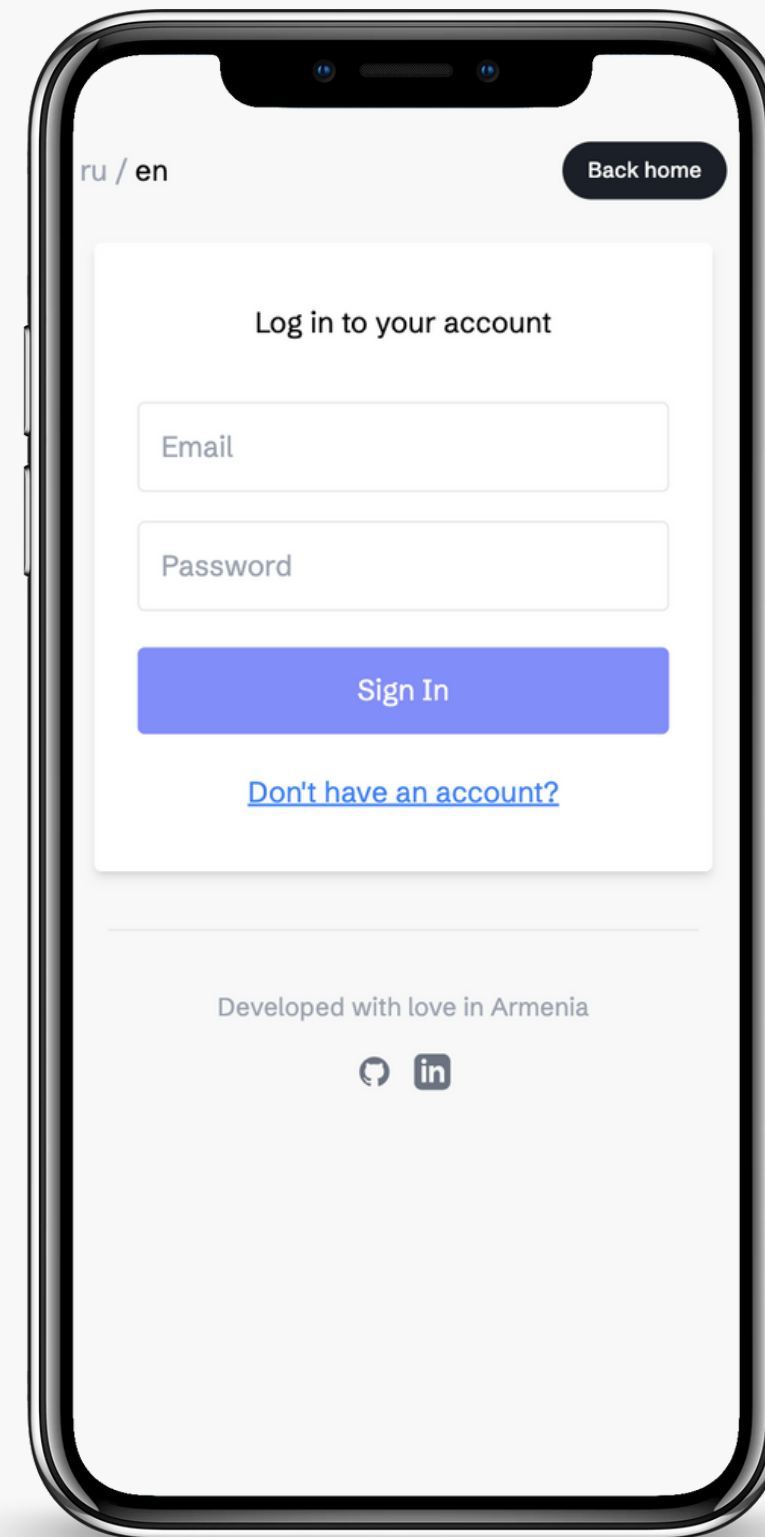 ru / en
Back home
Log in to your account
Email
Password
Sign In
Don't have an account?
Developed with love in Armenia
in